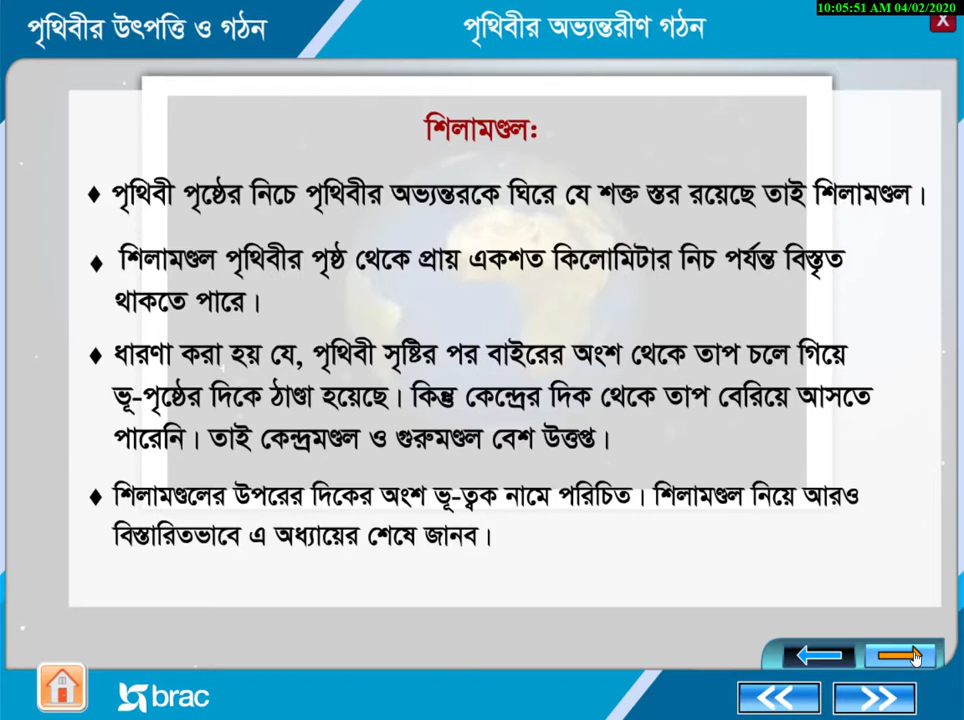 10:05:51 AM 04/02/2020
পৃথিবীর উৎপত্তি ও গঠন
পৃথিবীর অভ্যন্তরীণ গঠন
X
শিলামণ্ডল:
♦ পৃথিবী পৃষ্ঠের নিচে পৃথিবীর অভ্যন্তরকে ঘিরে যে শক্ত স্তর রয়েছে তাই শিলামণ্ডল।
♦ শিলামণ্ডল পৃথিবীর পৃষ্ঠ থেকে প্রায় একশত কিলোমিটার নিচ পর্যন্ত বিস্তৃত
থাকতে পারে।
♦ ধারণা করা হয় যে, পৃথিবী সৃষ্টির পর বাইরের অংশ থেকে তাপ চলে গিয়ে
ভূ-পৃষ্ঠের দিকে ঠাণ্ডা হয়েছে। কিন্তু কেন্দ্রের দিক থেকে তাপ বেরিয়ে আসতে
পারেনি। তাই কেন্দ্রমণ্ডল ও গুরুমণ্ডল বেশ উত্তপ্ত।
♦ শিলামণ্ডলের উপরের দিকের অংশ ভূ-ত্বক নামে পরিচিত। শিলামণ্ডল নিয়ে আরও
বিস্তারিতভাবে এ অধ্যায়ের শেষে জানব।
brac